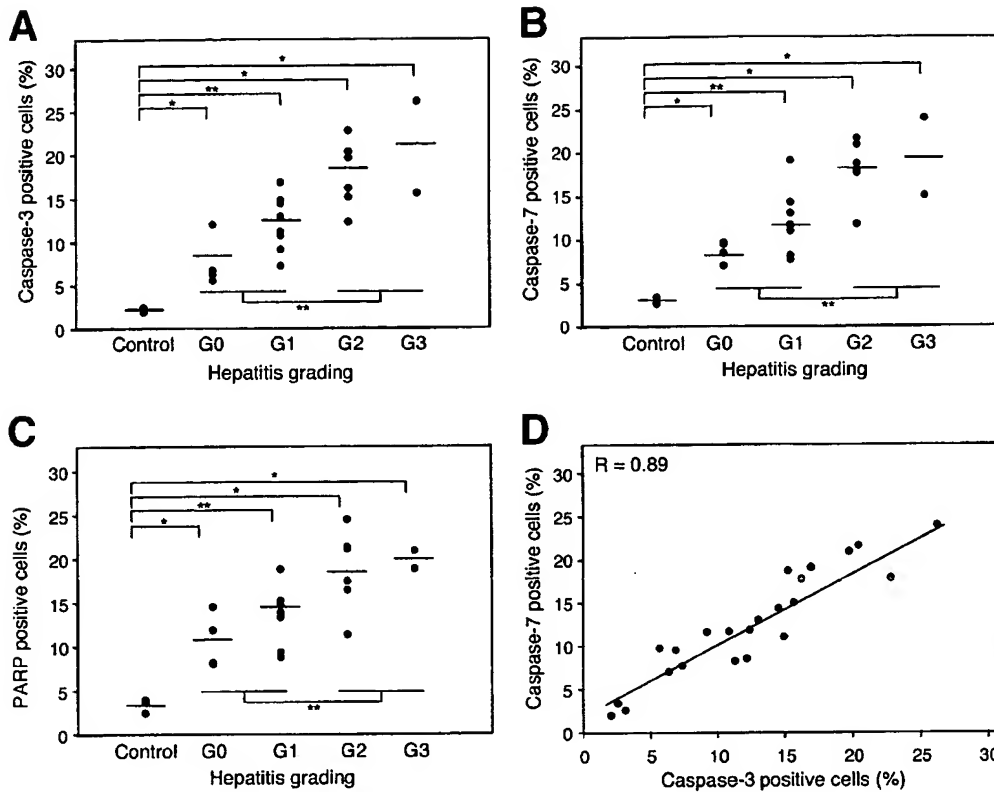 A
Caspase-3 positive cells (%)
30
25
20
15
10
5
0
*
*
**
*
**
Control G0 G1 G2 G3
Hepatitis grading
B
Caspase-7 positive cells (%)
30
25
20
15
10
5
0
*
*
**
*
**
Control G0 G1 G2 G3
Hepatitis grading
C
PARP positive cells (%)
30
25
20
15
10
5
0
*
*
**
*
**
Control G0 G1 G2 G3
Hepatitis grading
D
R = 0.89
Caspase-7 positive cells (%)
30
25
20
15
10
5
0
0 5 10 15 20 25 30
Caspase-3 positive cells (%)